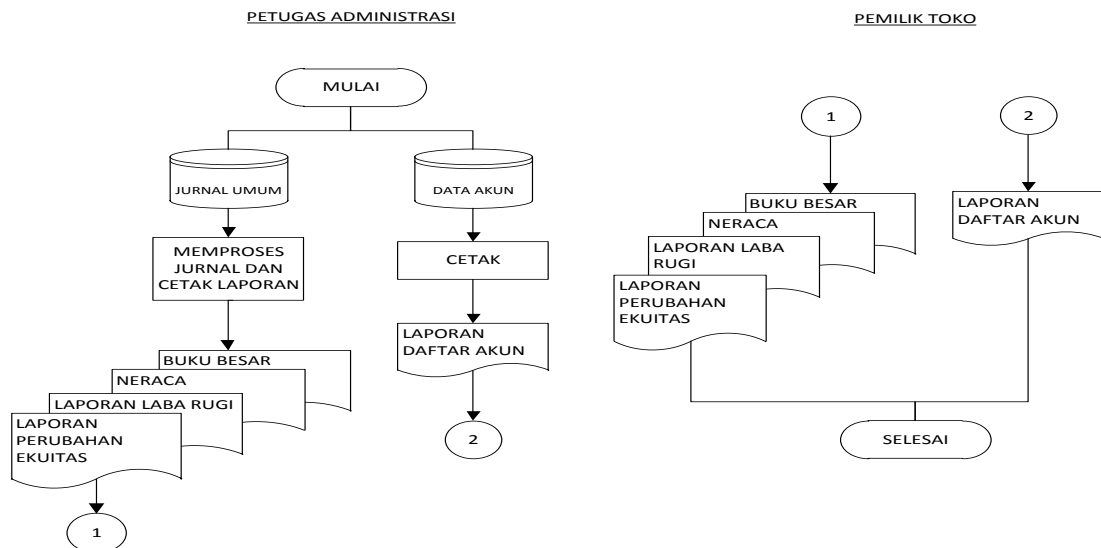 PETUGAS ADMINISTRASI
MULAI
JURNAL UMUM
DATA AKUN
MEMPROSES
JURNAL DAN
CETAK LAPORAN
CETAK
BUKU BESAR
NERACA
LAPORAN LABA RUGI
LAPORAN
PERUBAHAN
EKUITAS
1
LAPORAN
DAFTAR AKUN
2
PEMILIK TOKO
1
2
BUKU BESAR
NERACA
LAPORAN LABA
RUGI
LAPORAN
PERUBAHAN
EKUITAS
LAPORAN
DAFTAR AKUN
SELESAI